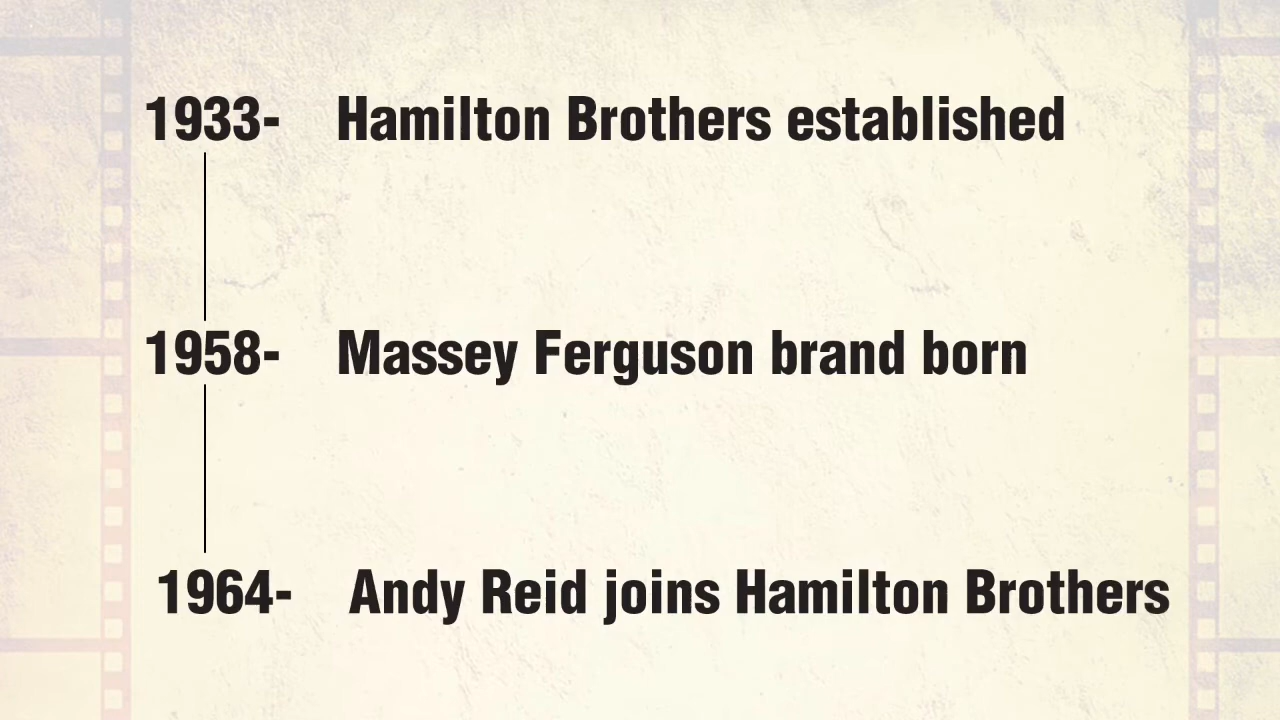 1933- Hamilton Brothers established
1958- Massey Ferguson brand born
1964- Andy Reid joins Hamilton Brothers